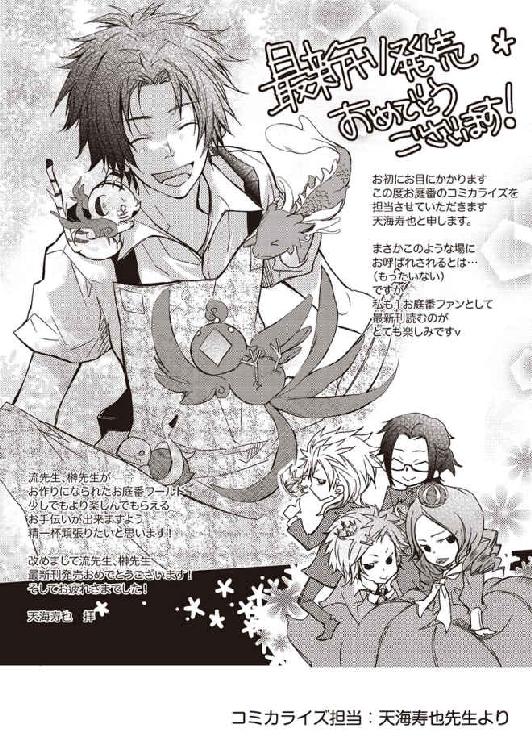 最新刊発売
おめでとう
ございます!
お初にお目にかかります
この度お庭番のコミカライズを
担当させていただきます
天海寿也と申します。
まさかこのような場に
お呼ばれされるとは…
(もったいない)
ですが
私も1お庭番ファンとして
最新刊読むのが
とても楽しみですv
流先生、榊先生が
お作りになられたお庭番ワールド、
少しでもより楽しんでもらえる
お手伝いが出来ますよう
精一杯頑張りたいと思います!
改めまして流先生、榊先生
最新刊発売おめでとうございます!
そしてお疲れさまでした!
天海寿也 拝
コミカライズ担当:天海寿也先生より